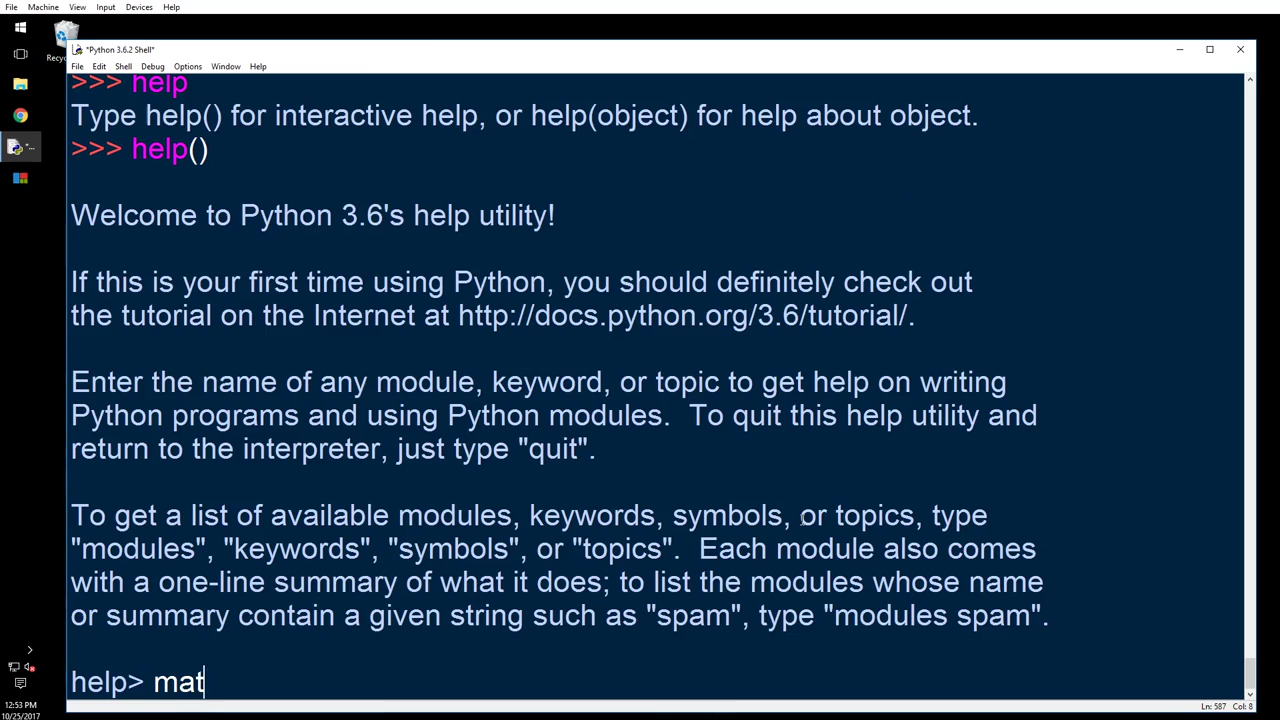 File Machine View Input Devices Help
Recyc
*Python 3.6.2 Shell*
File Edit Shell Debug Options Window Help
>>> help
Type help() for interactive help, or help(object) for help about object.
>>> help()
Welcome to Python 3.6's help utility!
If this is your first time using Python, you should definitely check out
the tutorial on the Internet at http://docs.python.org/3.6/tutorial/.
Enter the name of any module, keyword, or topic to get help on writing
Python programs and using Python modules.  To quit this help utility and
return to the interpreter, just type "quit".
To get a list of available modules, keywords, symbols, or topics, type
"modules", "keywords", "symbols", or "topics".  Each module also comes
with a one-line summary of what it does; to list the modules whose name
or summary contain a given string such as "spam", type "modules spam".
help> mat
Ln: 587 Col: 8
12:53 PM
10/25/2017